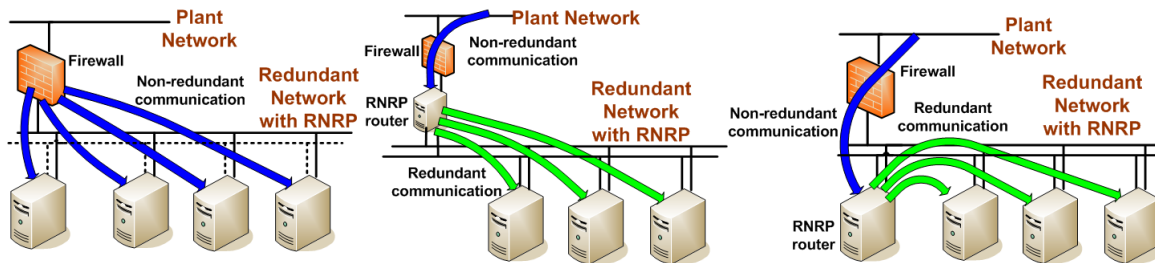 Plant
Network
Firewall
Non-redundant
communication
Redundant
Network
with RNRP
Plant Network
Firewall
Non-redundant
communication
RNRP
router
Redundant
Network
with RNRP
Redundant
communication
Plant
Network
Firewall
Non-redundant
communication
Redundant
communication
Redundant
Network
with RNRP
RNRP
router